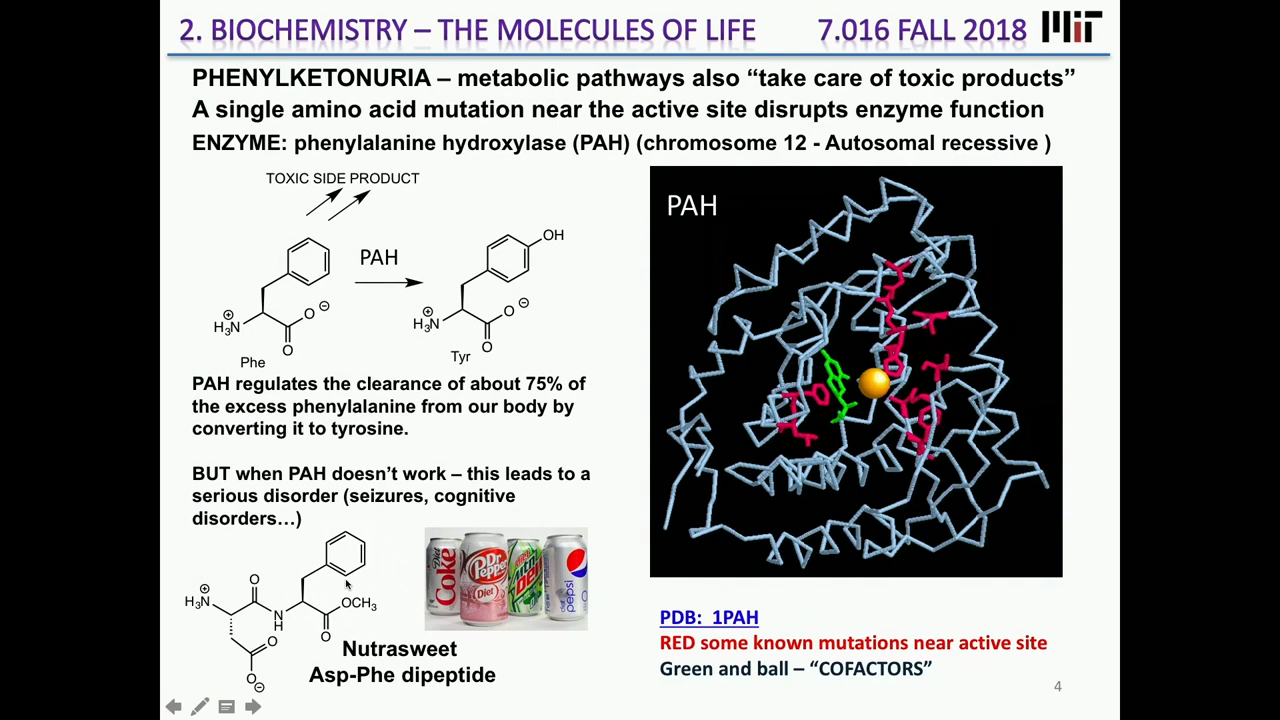 2. BIOCHEMISTRY – THE MOLECULES OF LIFE 7.016 FALL 2018 MIT
PHENYLKETONURIA – metabolic pathways also “take care of toxic products”
A single amino acid mutation near the active site disrupts enzyme function
ENZYME: phenylalanine hydroxylase (PAH) (chromosome 12 - Autosomal recessive )
TOXIC SIDE PRODUCT
PAH
OH
H3N
O
O
Phe
H3N
O
O
Tyr
PAH regulates the clearance of about 75% of
the excess phenylalanine from our body by
converting it to tyrosine.
BUT when PAH doesn’t work – this leads to a
serious disorder (seizures, cognitive
disorders…)
H3N
O
N
H
OCH3
O
O
O
Nutrasweet
Asp-Phe dipeptide
Diet
Coke
Dr
Pepper
Diet
diet
pepsi
PAH
PDB: 1PAH
RED some known mutations near active site
Green and ball – “COFACTORS”
4